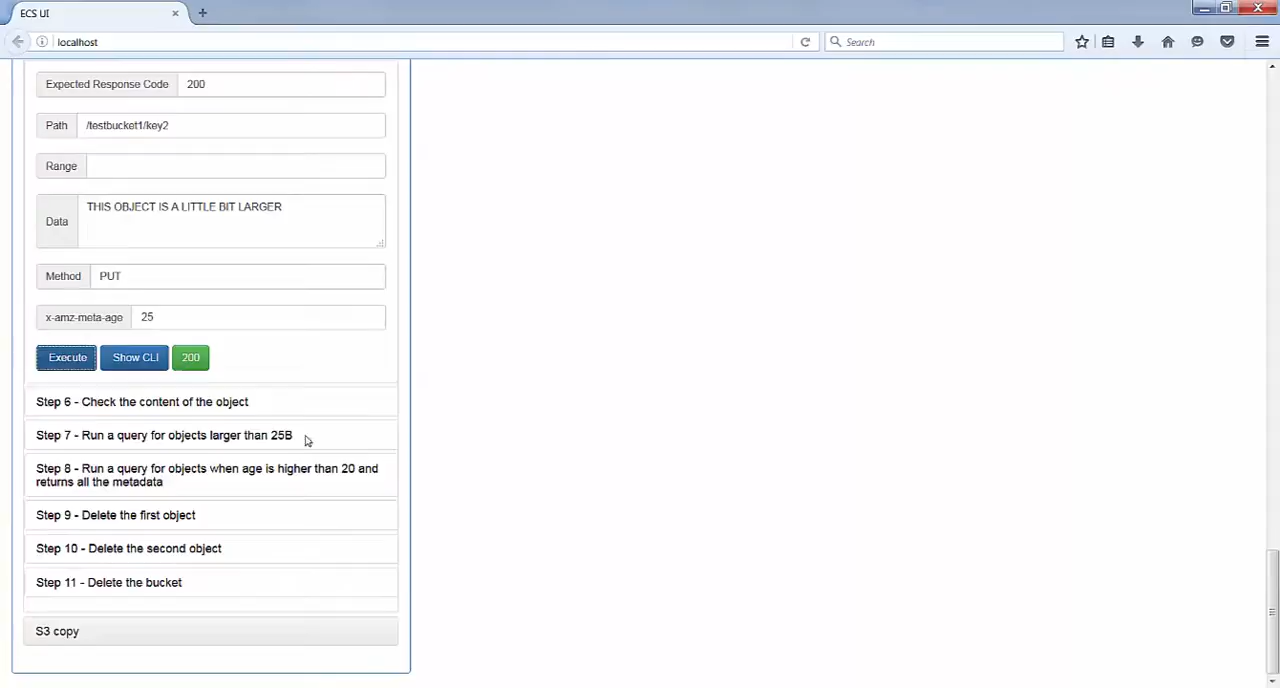 ECS UI
localhost
Search
Expected Response Code 200
Path /testbucket1/key2
Range
Data THIS OBJECT IS A LITTLE BIT LARGER
Method PUT
x-amz-meta-age 25
Execute Show CLI 200
Step 6 - Check the content of the object
Step 7 - Run a query for objects larger than 25B
Step 8 - Run a query for objects when age is higher than 20 and
returns all the metadata
Step 9 - Delete the first object
Step 10 - Delete the second object
Step 11 - Delete the bucket
S3 copy